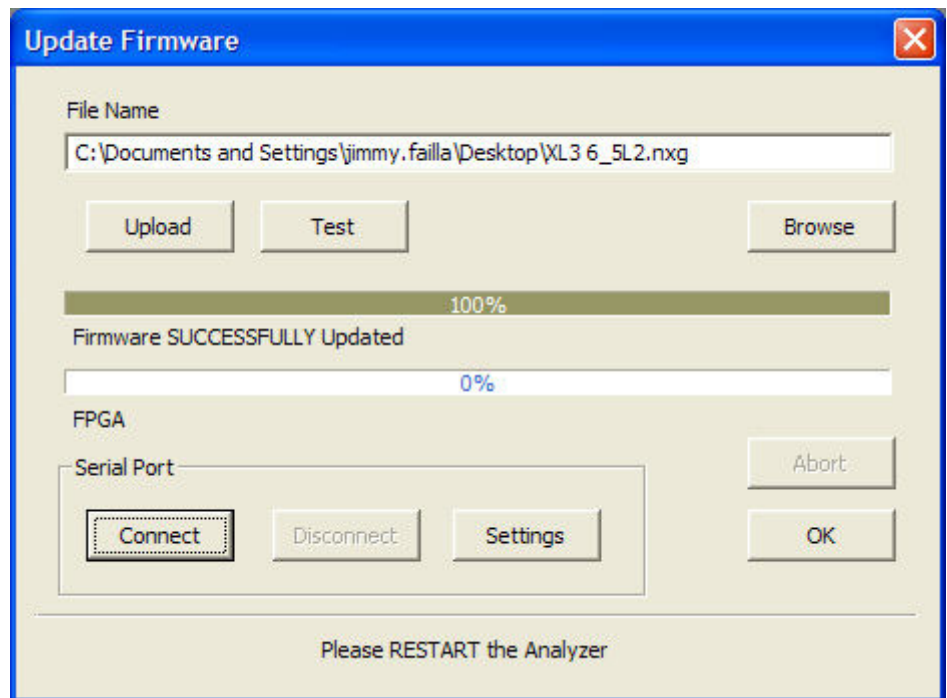 Update Firmware
File Name
C:\Documents and Settings\jimmy.failla\Desktop\XL3 6_5L2.nxg
Upload Test Browse
100%
Firmware SUCCESSFULLY Updated
0%
FPGA
Abort
Serial Port
Connect Disconnect Settings OK
Please RESTART the Analyzer